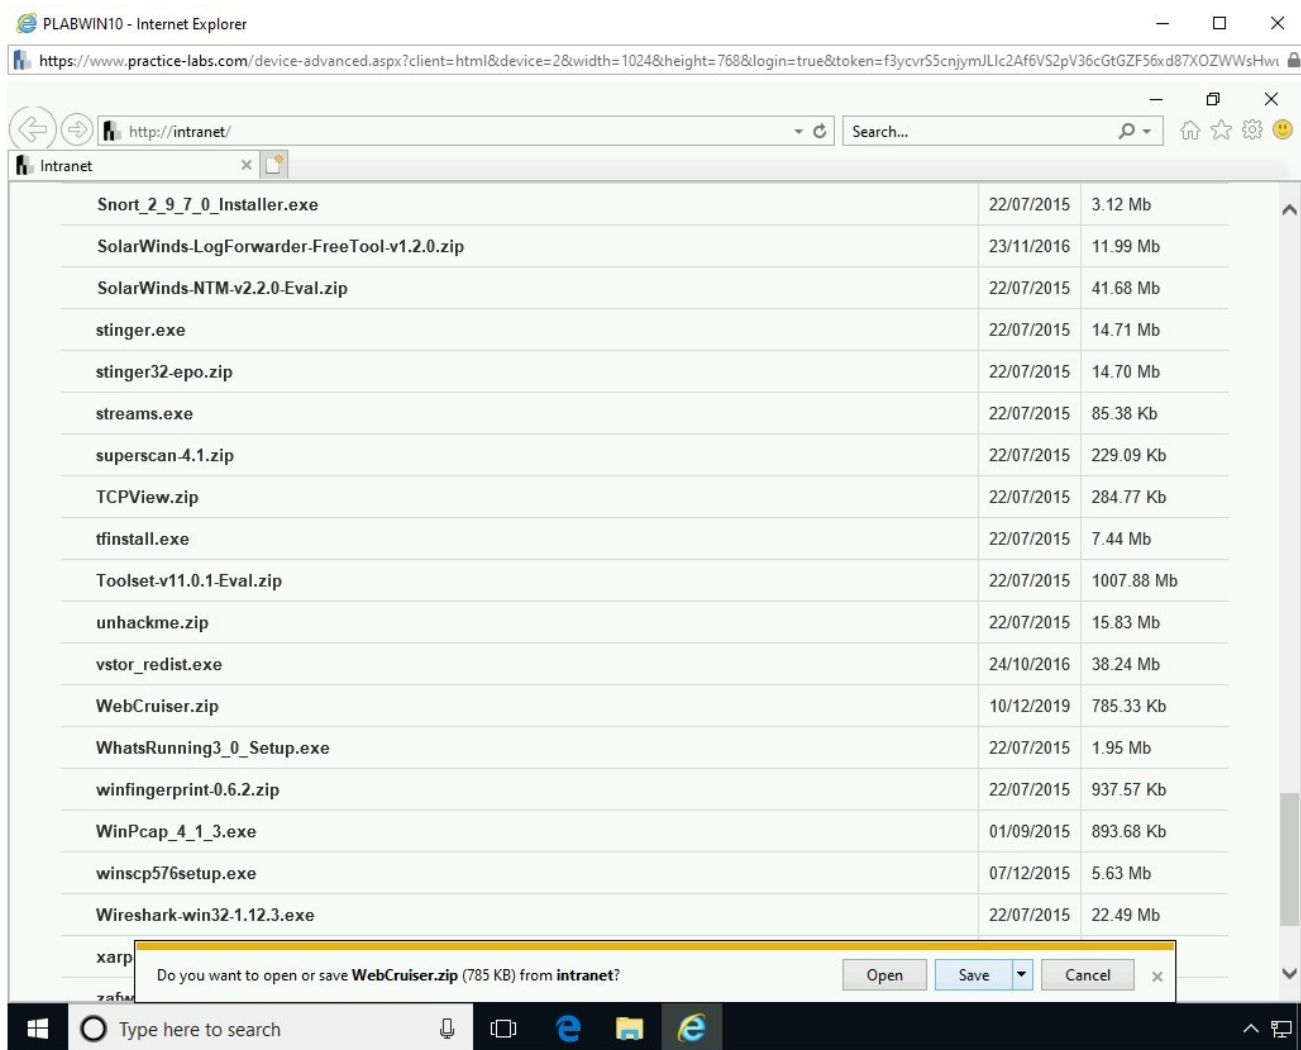 PLABWIN10 - Internet Explorer
https://www.practice-labs.com/device-advanced.aspx?client=html&device=2&width=1024&height=768&login=true&token=f3ycvrS5cnjymJLIc2Af6VS2pV36cGtGZF56xd87XOZWWsHwu
http://intranet/
Search...
Intranet
Snort_2_9_7_0_Installer.exe 22/07/2015 3.12 Mb
SolarWinds-LogForwarder-FreeTool-v1.2.0.zip 23/11/2016 11.99 Mb
SolarWinds-NTM-v2.2.0-Eval.zip 22/07/2015 41.68 Mb
stinger.exe 22/07/2015 14.71 Mb
stinger32-epo.zip 22/07/2015 14.70 Mb
streams.exe 22/07/2015 85.38 Kb
superscan-4.1.zip 22/07/2015 229.09 Kb
TCPView.zip 22/07/2015 284.77 Kb
tfinstall.exe 22/07/2015 7.44 Mb
Toolset-v11.0.1-Eval.zip 22/07/2015 1007.88 Mb
unhackme.zip 22/07/2015 15.83 Mb
vstor_redist.exe 24/10/2016 38.24 Mb
WebCruiser.zip 10/12/2019 785.33 Kb
WhatsRunning3_0_Setup.exe 22/07/2015 1.95 Mb
winfingerprint-0.6.2.zip 22/07/2015 937.57 Kb
WinPcap_4_1_3.exe 01/09/2015 893.68 Kb
winscp576setup.exe 07/12/2015 5.63 Mb
Wireshark-win32-1.12.3.exe 22/07/2015 22.49 Mb
xarp
Do you want to open or save WebCruiser.zip (785 KB) from intranet? Open Save Cancel
Type here to search